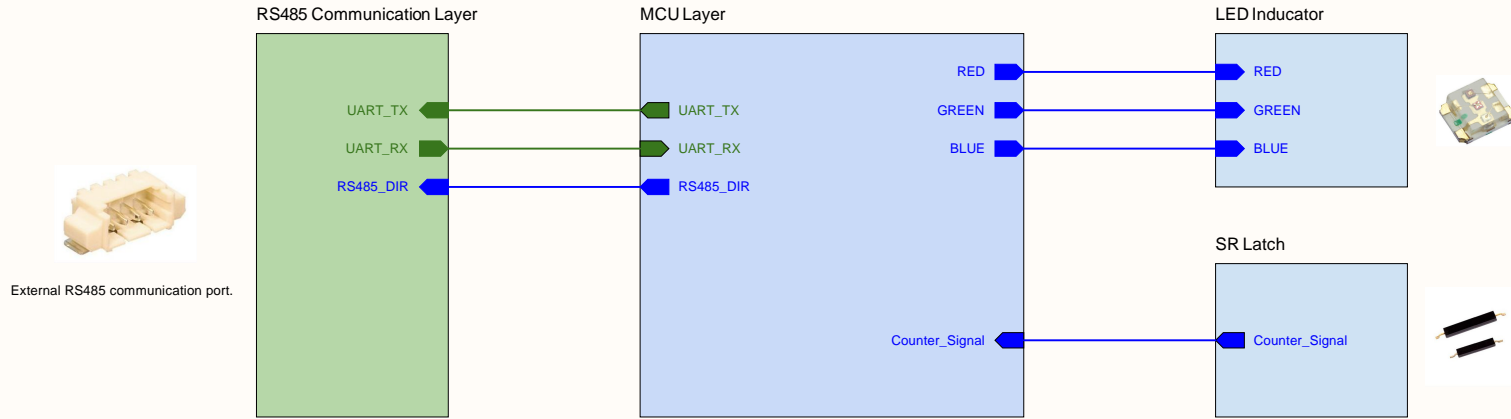 RS485 Communication Layer
MCU Layer
LED Inducator
RED
RED
UART_TX
UART_TX
GREEN
GREEN
UART_RX
UART_RX
BLUE
BLUE
RS485_DIR
RS485_DIR
SR Latch
External RS485 communication port.
Counter_Signal
Counter_Signal